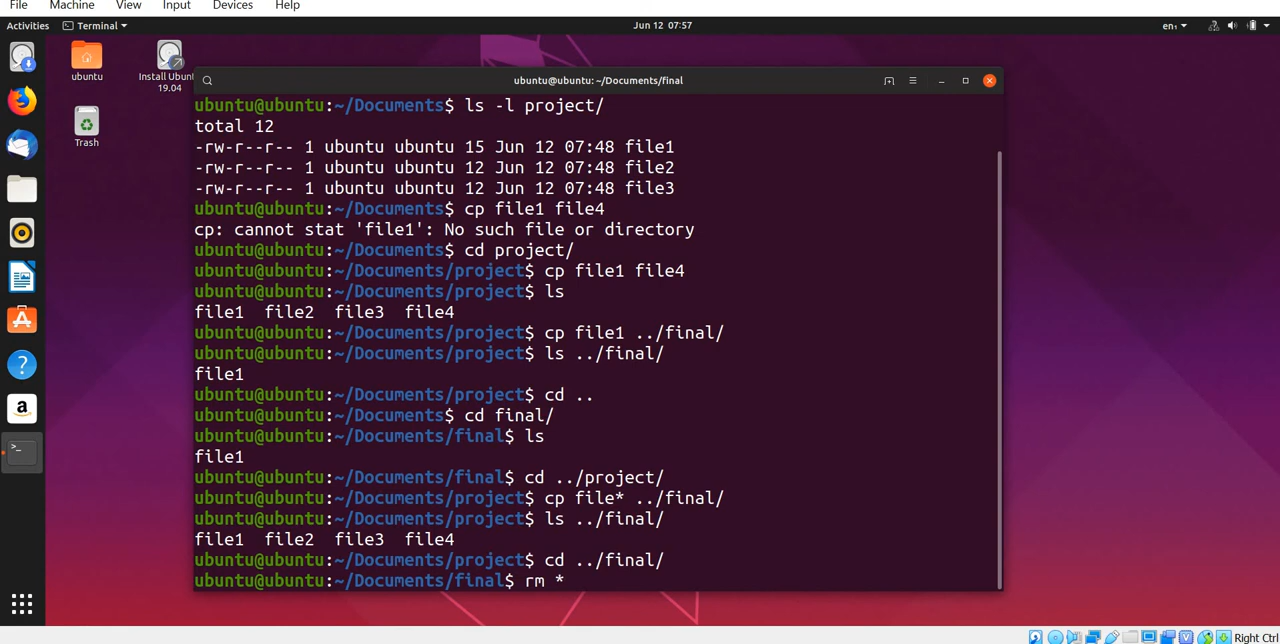 File Machine View Input Devices Help
Activities Terminal Jun 12 07:57 en₁
ubuntu
Install Ubuntu
19.04
Trash
ubuntu@ubuntu: ~/Documents/final
ubuntu@ubuntu:~/Documents$ ls -l project/
total 12
-rw-r--r-- 1 ubuntu ubuntu 15 Jun 12 07:48 file1
-rw-r--r-- 1 ubuntu ubuntu 12 Jun 12 07:48 file2
-rw-r--r-- 1 ubuntu ubuntu 12 Jun 12 07:48 file3
ubuntu@ubuntu:~/Documents$ cp file1 file4
cp: cannot stat 'file1': No such file or directory
ubuntu@ubuntu:~/Documents$ cd project/
ubuntu@ubuntu:~/Documents/project$ cp file1 file4
ubuntu@ubuntu:~/Documents/project$ ls
file1 file2 file3 file4
ubuntu@ubuntu:~/Documents/project$ cp file1 ../final/
ubuntu@ubuntu:~/Documents/project$ ls ../final/
file1
ubuntu@ubuntu:~/Documents/project$ cd ..
ubuntu@ubuntu:~/Documents$ cd final/
ubuntu@ubuntu:~/Documents/final$ ls
file1
ubuntu@ubuntu:~/Documents/final$ cd ../project/
ubuntu@ubuntu:~/Documents/project$ cp file* ../final/
ubuntu@ubuntu:~/Documents/project$ ls ../final/
file1 file2 file3 file4
ubuntu@ubuntu:~/Documents/project$ cd ../final/
ubuntu@ubuntu:~/Documents/final$ rm *
Right Ctrl